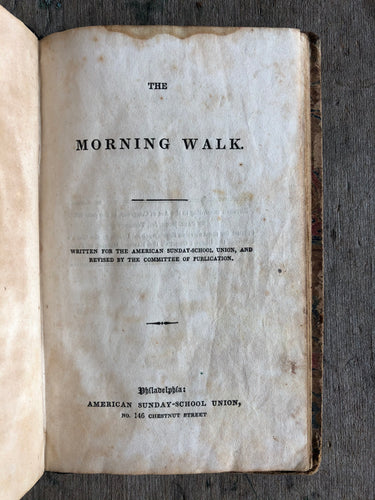 THE
MORNING WALK.
WRITTEN FOR THE AMERICAN SUNDAY-SCHOOL UNION, AND
REVISED BY THE COMMITTEE OF PUBLICATION.
Philadelphia:
AMERICAN SUNDAY-SCHOOL UNION,
NO. 146 CHESTNUT STREET